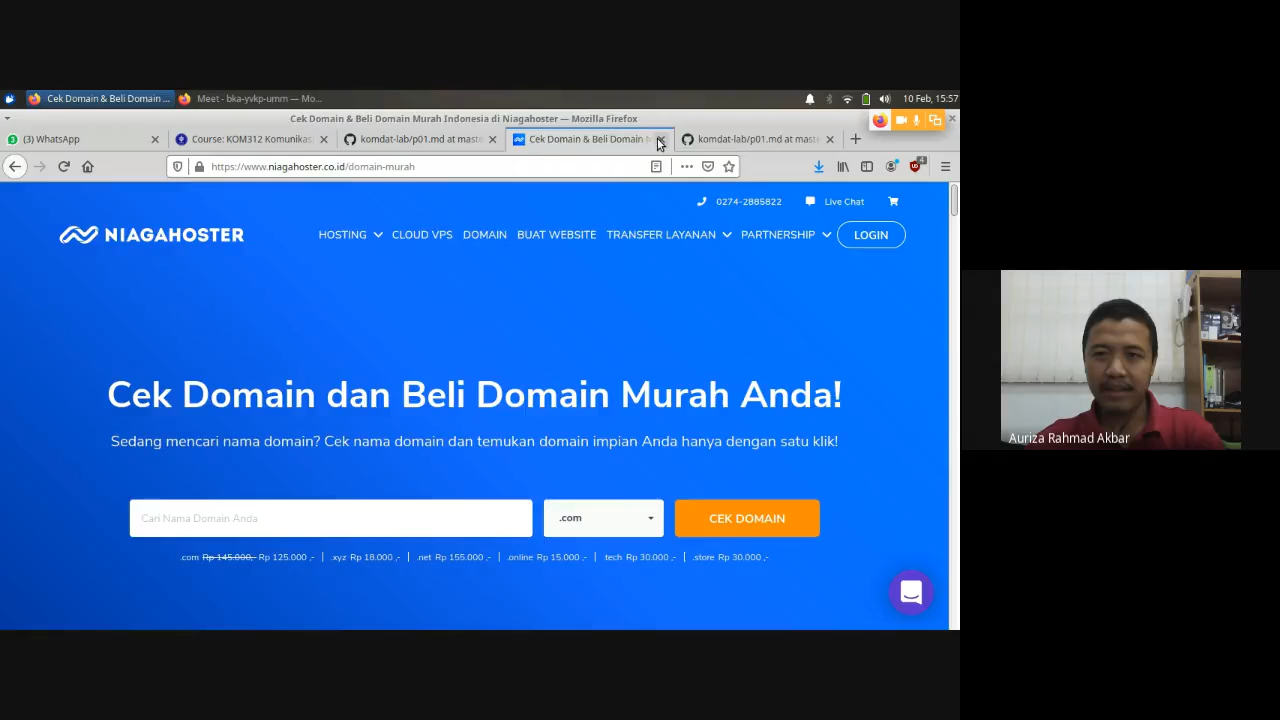 Cek Domain & Beli Domain ...
Meet - bka-yvkp-umm — Mo...
10 Feb, 15:57
Cek Domain & Beli Domain Murah Indonesia di Niagahoster — Mozilla Firefox
(3) WhatsApp
Course: KOM312 Komunikas
komdat-lab/p01.md at maste
Cek Domain & Beli Domain
komdat-lab/p01.md at maste
https://www.niagahoster.co.id/domain-murah
4
0274-2885822
Live Chat
NIAGAHOSTER
HOSTING
CLOUD VPS
DOMAIN
BUAT WEBSITE
TRANSFER LAYANAN
PARTNERSHIP
LOGIN
Cek Domain dan Beli Domain Murah Anda!
Sedang mencari nama domain? Cek nama domain dan temukan domain impian Anda hanya dengan satu klik!
Cari Nama Domain Anda
.com
CEK DOMAIN
.com Rp 145.000,- Rp 125.000 ,- | .xyz Rp 18.000 ,- | .net Rp 155.000 ,- | .online Rp 15.000 ,- | tech Rp 30.000 ,- | .store Rp 30.000 ,-
Auriza Rahmad Akbar